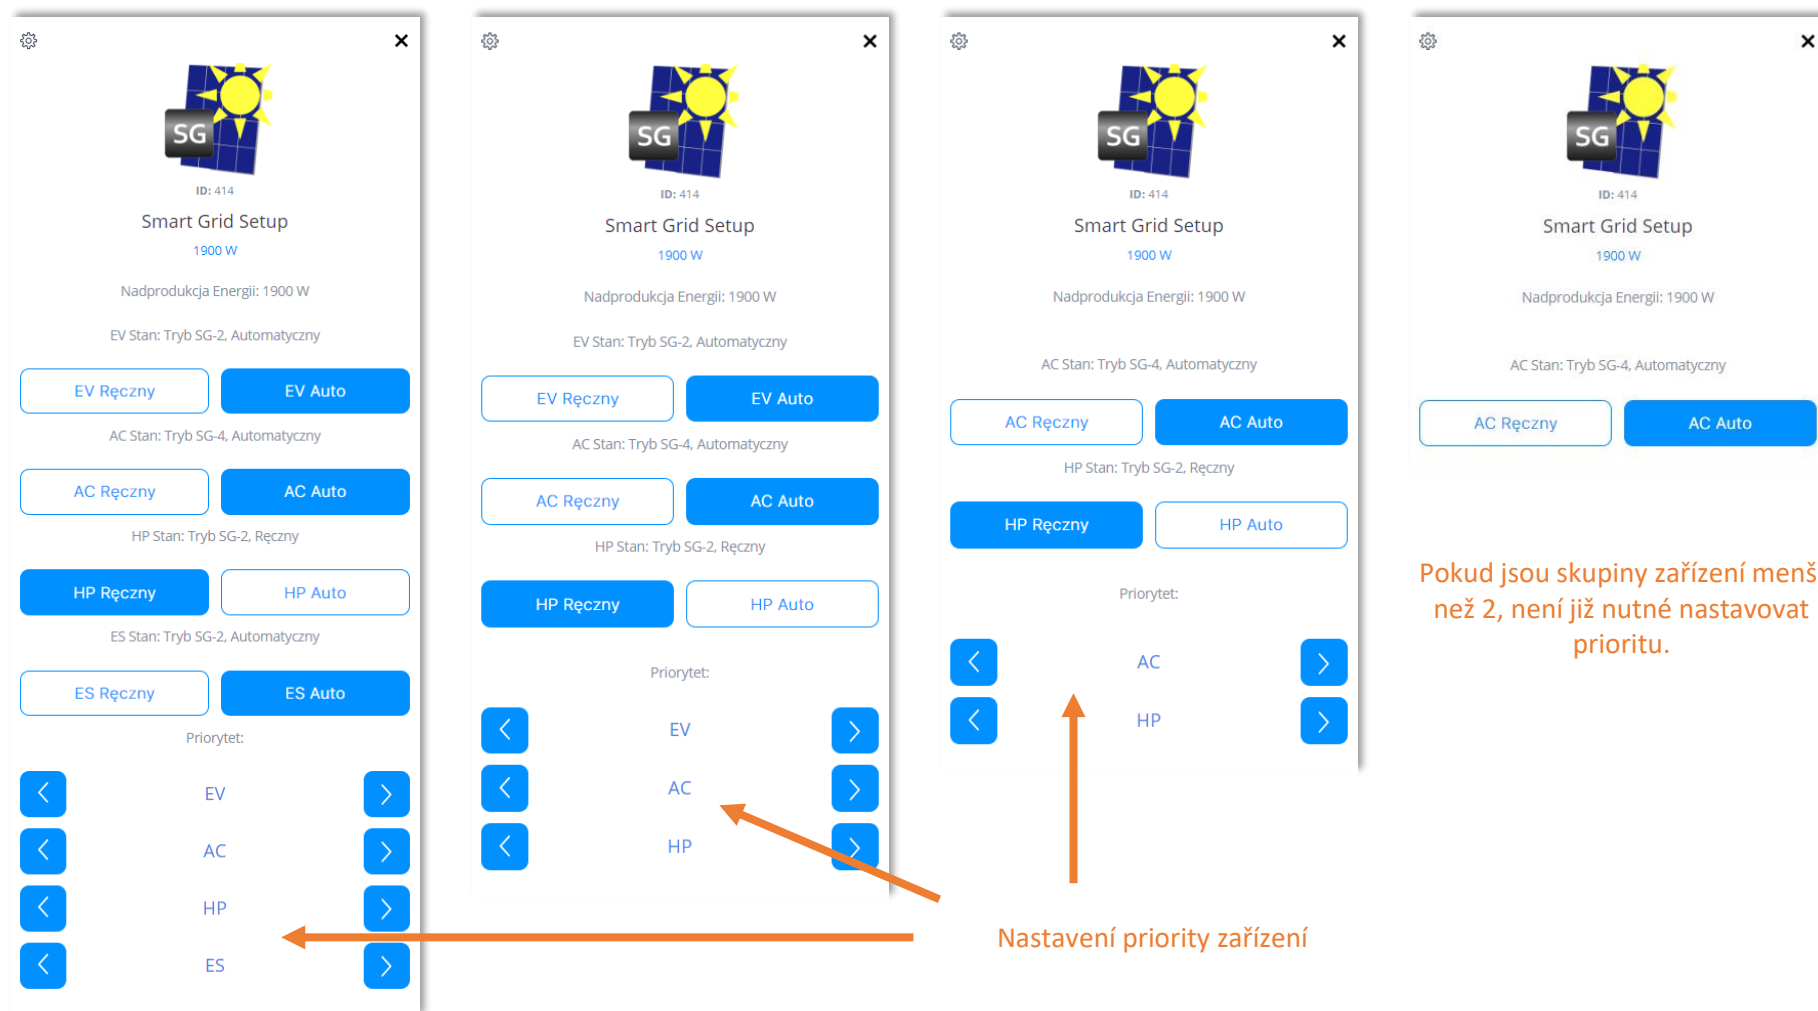 SG
ID: 414
Smart Grid Setup
1900 W
Nadprodukcja Energii: 1900 W
EV Stan: Tryb SG-2, Automatyczny
EV Ręczny
EV Auto
AC Stan: Tryb SG-4, Automatyczny
AC Ręczny
AC Auto
HP Stan: Tryb SG-2, Ręczny
HP Ręczny
HP Auto
ES Stan: Tryb SG-2, Automatyczny
ES Ręczny
ES Auto
Priorytet:
EV
AC
HP
ES
SG
ID: 414
Smart Grid Setup
1900 W
Nadprodukcja Energii: 1900 W
EV Stan: Tryb SG-2, Automatyczny
EV Ręczny
EV Auto
AC Stan: Tryb SG-4, Automatyczny
AC Ręczny
AC Auto
HP Stan: Tryb SG-2, Ręczny
HP Ręczny
HP Auto
Priorytet:
EV
AC
HP
SG
ID: 414
Smart Grid Setup
1900 W
Nadprodukcja Energii: 1900 W
AC Stan: Tryb SG-4, Automatyczny
AC Ręczny
AC Auto
HP Stan: Tryb SG-2, Ręczny
HP Ręczny
HP Auto
Priorytet:
AC
HP
SG
ID: 414
Smart Grid Setup
1900 W
Nadprodukcja Energii: 1900 W
AC Stan: Tryb SG-4, Automatyczny
AC Ręczny
AC Auto
Pokud jsou skupiny zařízení menš
než 2, není již nutné nastavovat
prioritu.
Nastavení priority zařízení